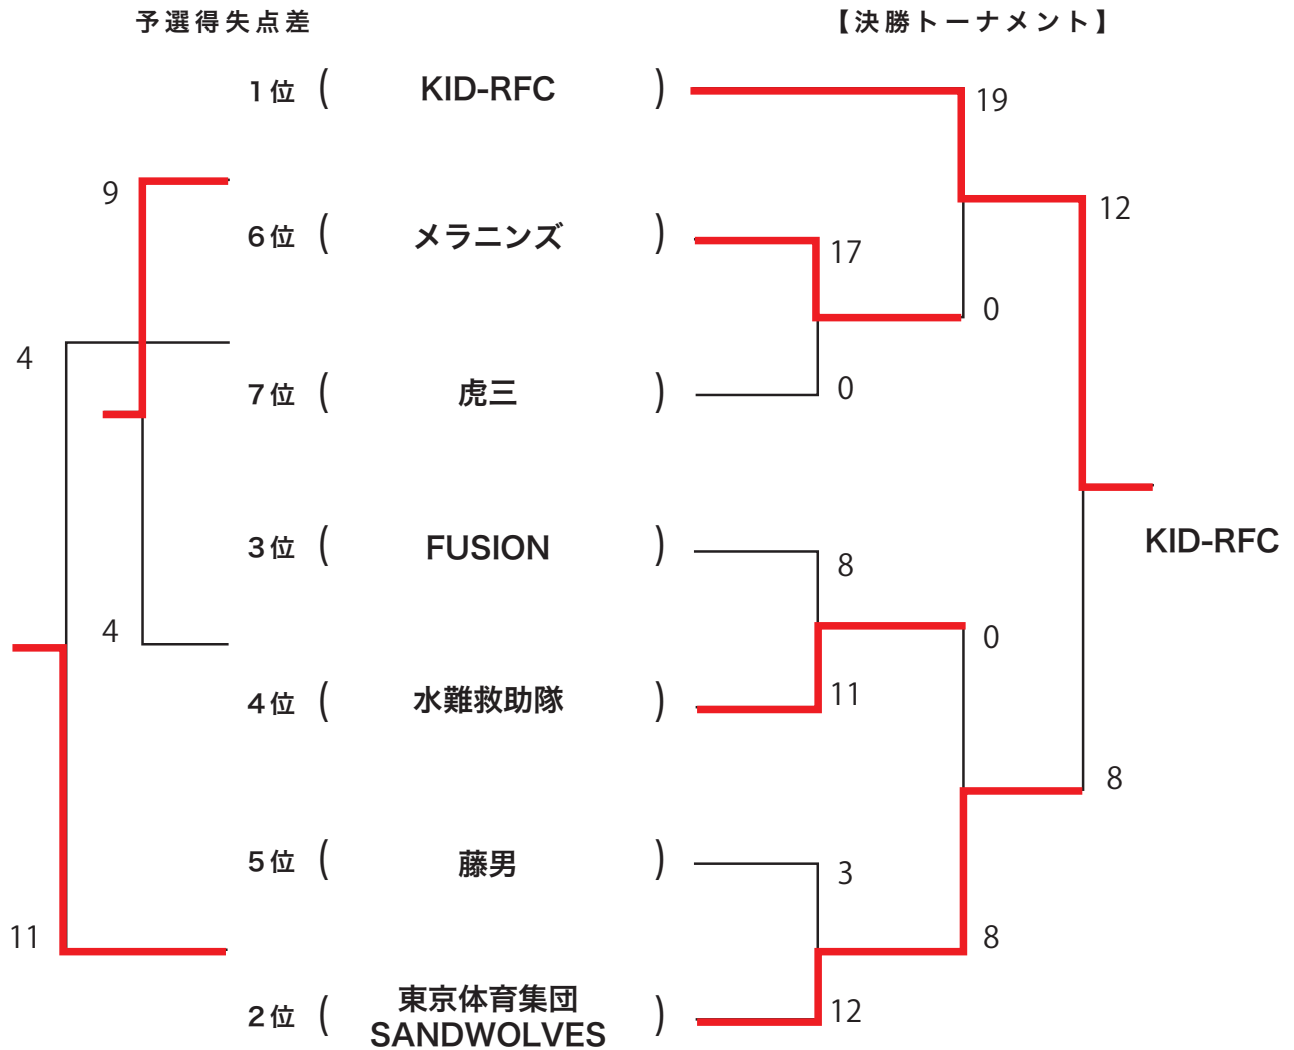 予選得失点差
【決勝トーナメント】
1位 ( KID-RFC )
19
9
12
6位 ( メラニンズ )
17
0
4
7位 ( 虎三 )
0
KID-RFC
3位 ( FUSION )
8
4
0
4位 ( 水難救助隊 )
11
8
5位 ( 藤男 )
3
11
8
2位 ( 東京体育集団
SANDWOLVES )
12